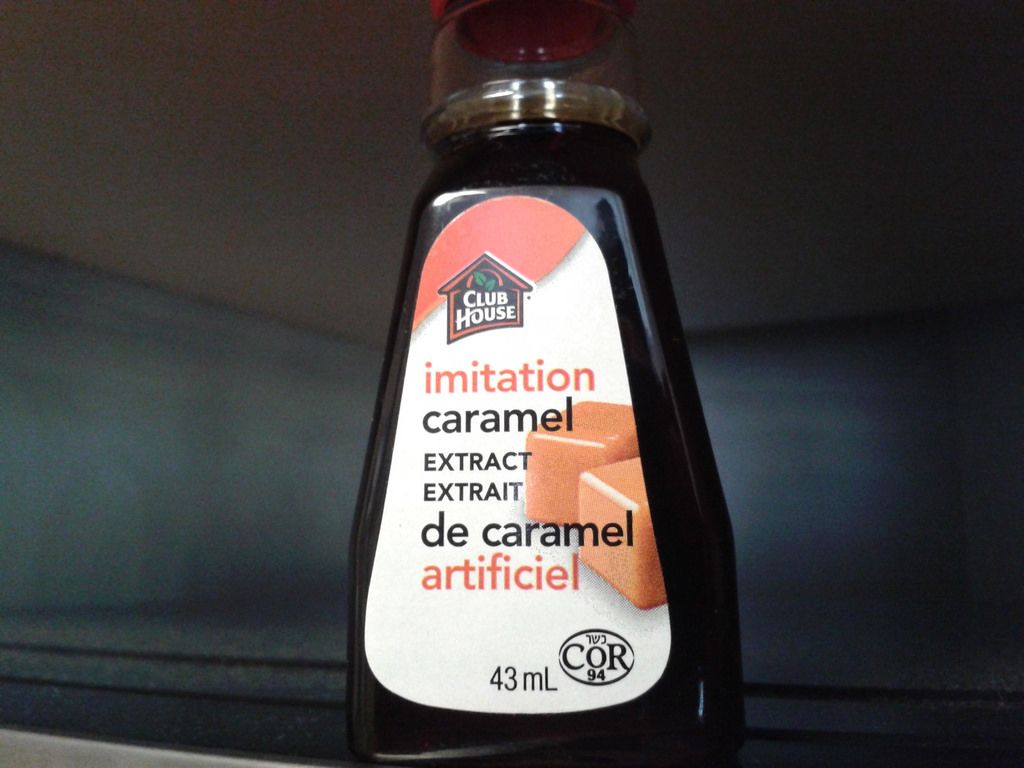 CLUB
HOUSE
imitation
caramel
EXTRACT
EXTRAIT
de caramel
artificiel
43 mL
כשר
COR
94